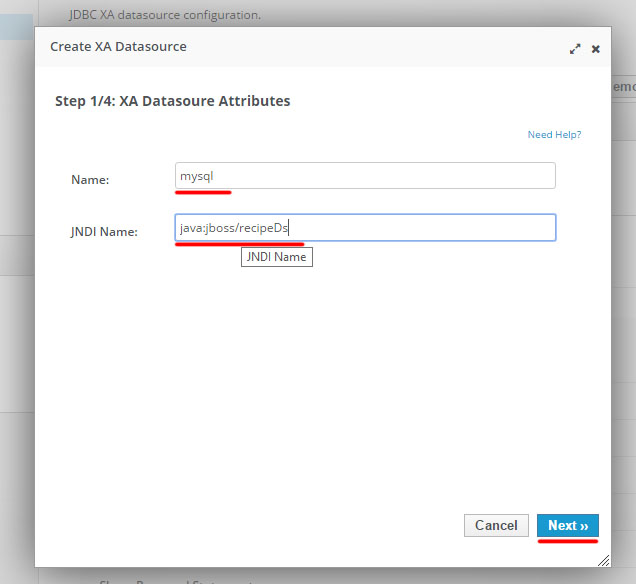 JDBC XA datasource configuration.
Create XA Datasource
Step 1/4: XA Datasoure Attributes
Need Help?
Name:
mysql
JNDI Name:
java:jboss/recipeDs
JNDI Name
Cancel
Next »